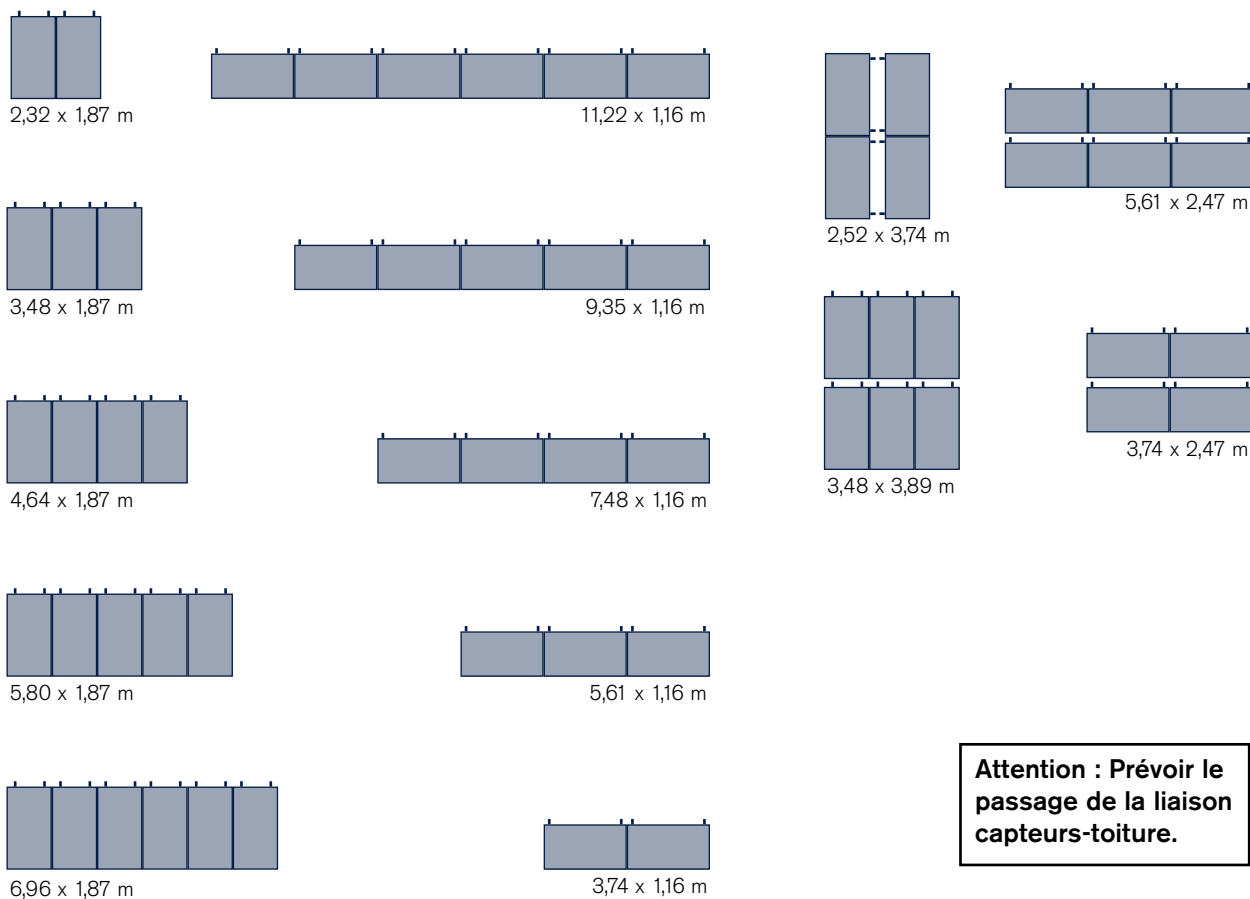 2,32 x 1,87 m
11,22 x 1,16 m
2,52 x 3,74 m
5,61 x 2,47 m
3,48 x 1,87 m
9,35 x 1,16 m
3,48 x 3,89 m
3,74 x 2,47 m
4,64 x 1,87 m
7,48 x 1,16 m
5,80 x 1,87 m
5,61 x 1,16 m
6,96 x 1,87 m
3,74 x 1,16 m
Attention : Prévoir le
passage de la liaison
capteurs-toiture.